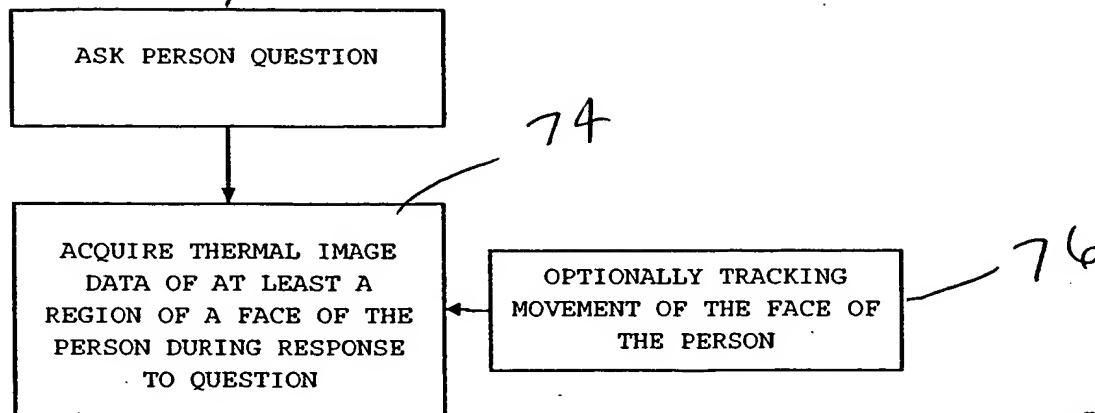 ASK PERSON QUESTION
74
ACQUIRE THERMAL IMAGE
DATA OF AT LEAST A
REGION OF A FACE OF THE
PERSON DURING RESPONSE
TO QUESTION
OPTIONALLY TRACKING
MOVEMENT OF THE FACE OF
THE PERSON
76